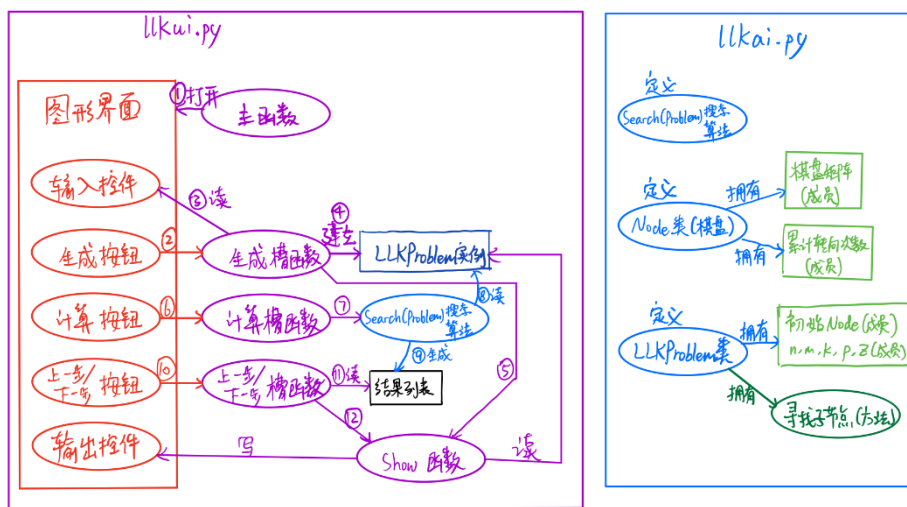 llkui.py
图形界面
①打开
主函数
输入控件
③读
④
建立
生成按钮
②
生成槽函数
LLKProblem实例
⑧读
计算按钮
⑥
计算槽函数
⑦
Search(Problem)搜索
算法
⑨生成
⑤
上一步/
下一步按钮
⑩
上一步/
下一步槽函数
⑪读
结果列表
⑫
输出控件
写
Show函数
读
llkai.py
定义
Search(Problem)搜索
算法
定义
Node类(棋盘)
拥有
棋盘矩阵
(成员)
拥有
累计转向次数
(成员)
定义
LLKProblem类
拥有
初始Node(成员)
n,m,k,p,z(成员)
拥有
寻找子节点(方法)